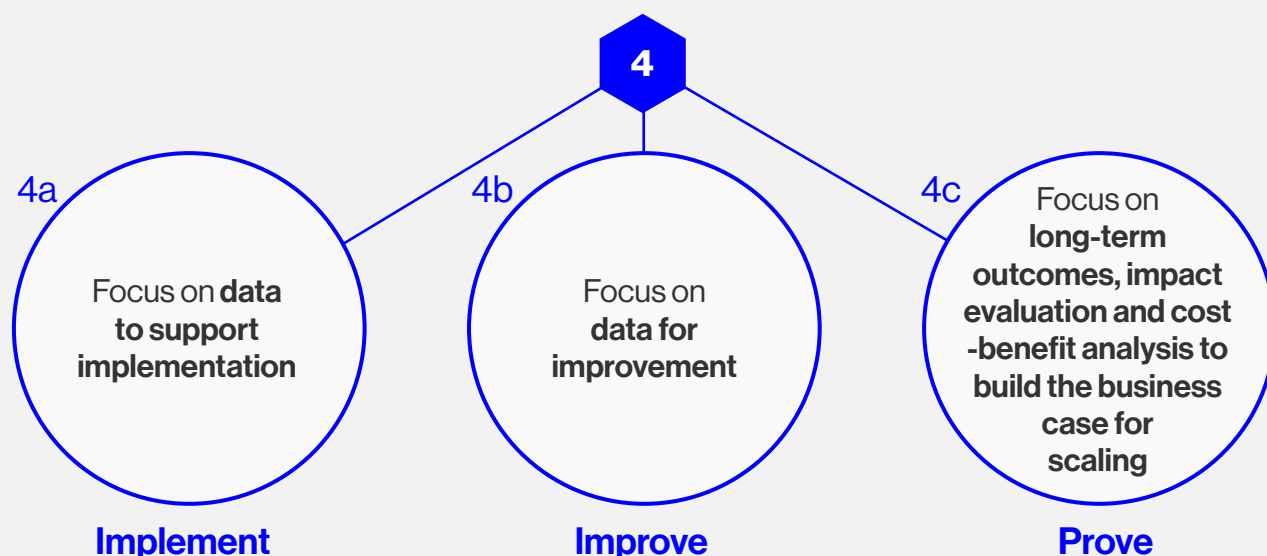 4
4a
Focus on data
to support
implementation
Implement
4b
Focus on
data for
improvement
Improve
4c
Focus on
long-term
outcomes, impact
evaluation and cost
-benefit analysis to
build the business
case for
scaling
Prove